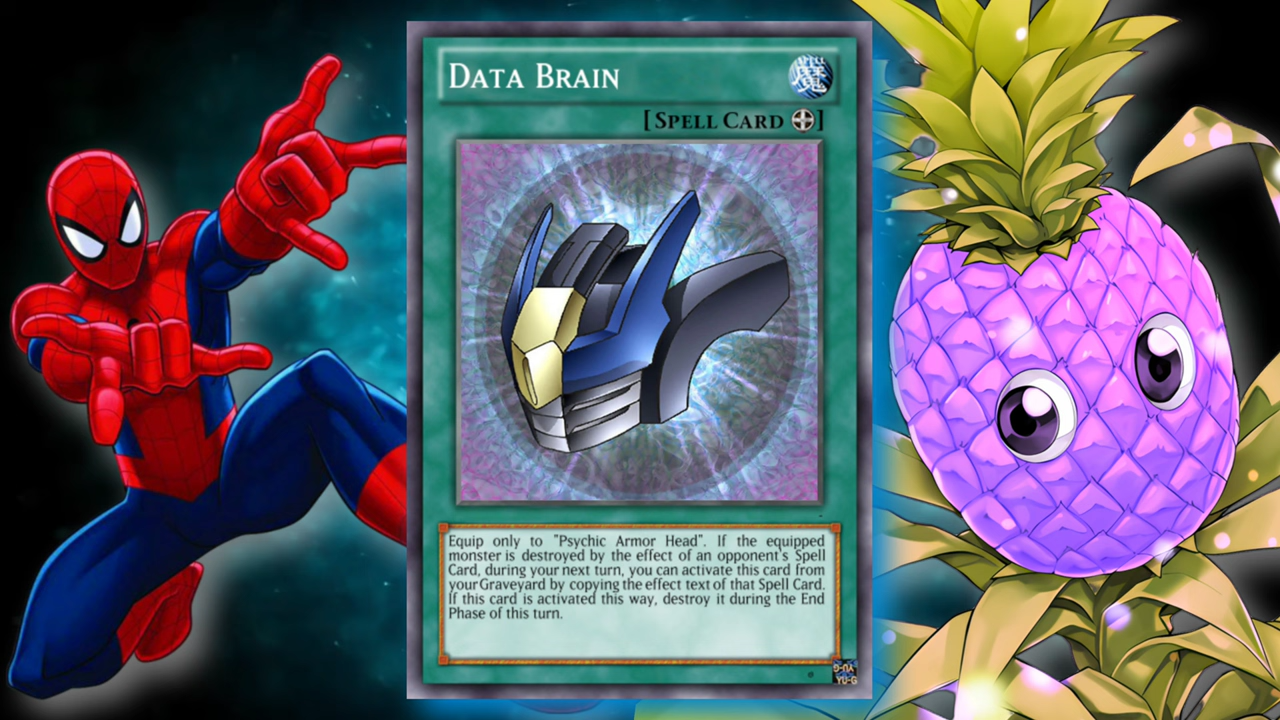 DATA BRAIN
魔
[SPELL CARD]
Equip only to "Psychic Armor Head". If the equipped
monster is destroyed by the effect of an opponent's Spell
Card, during your next turn, you can activate this card from
your Graveyard by copying the effect text of that Spell Card.
If this card is activated this way, destroy it during the End
Phase of this turn.